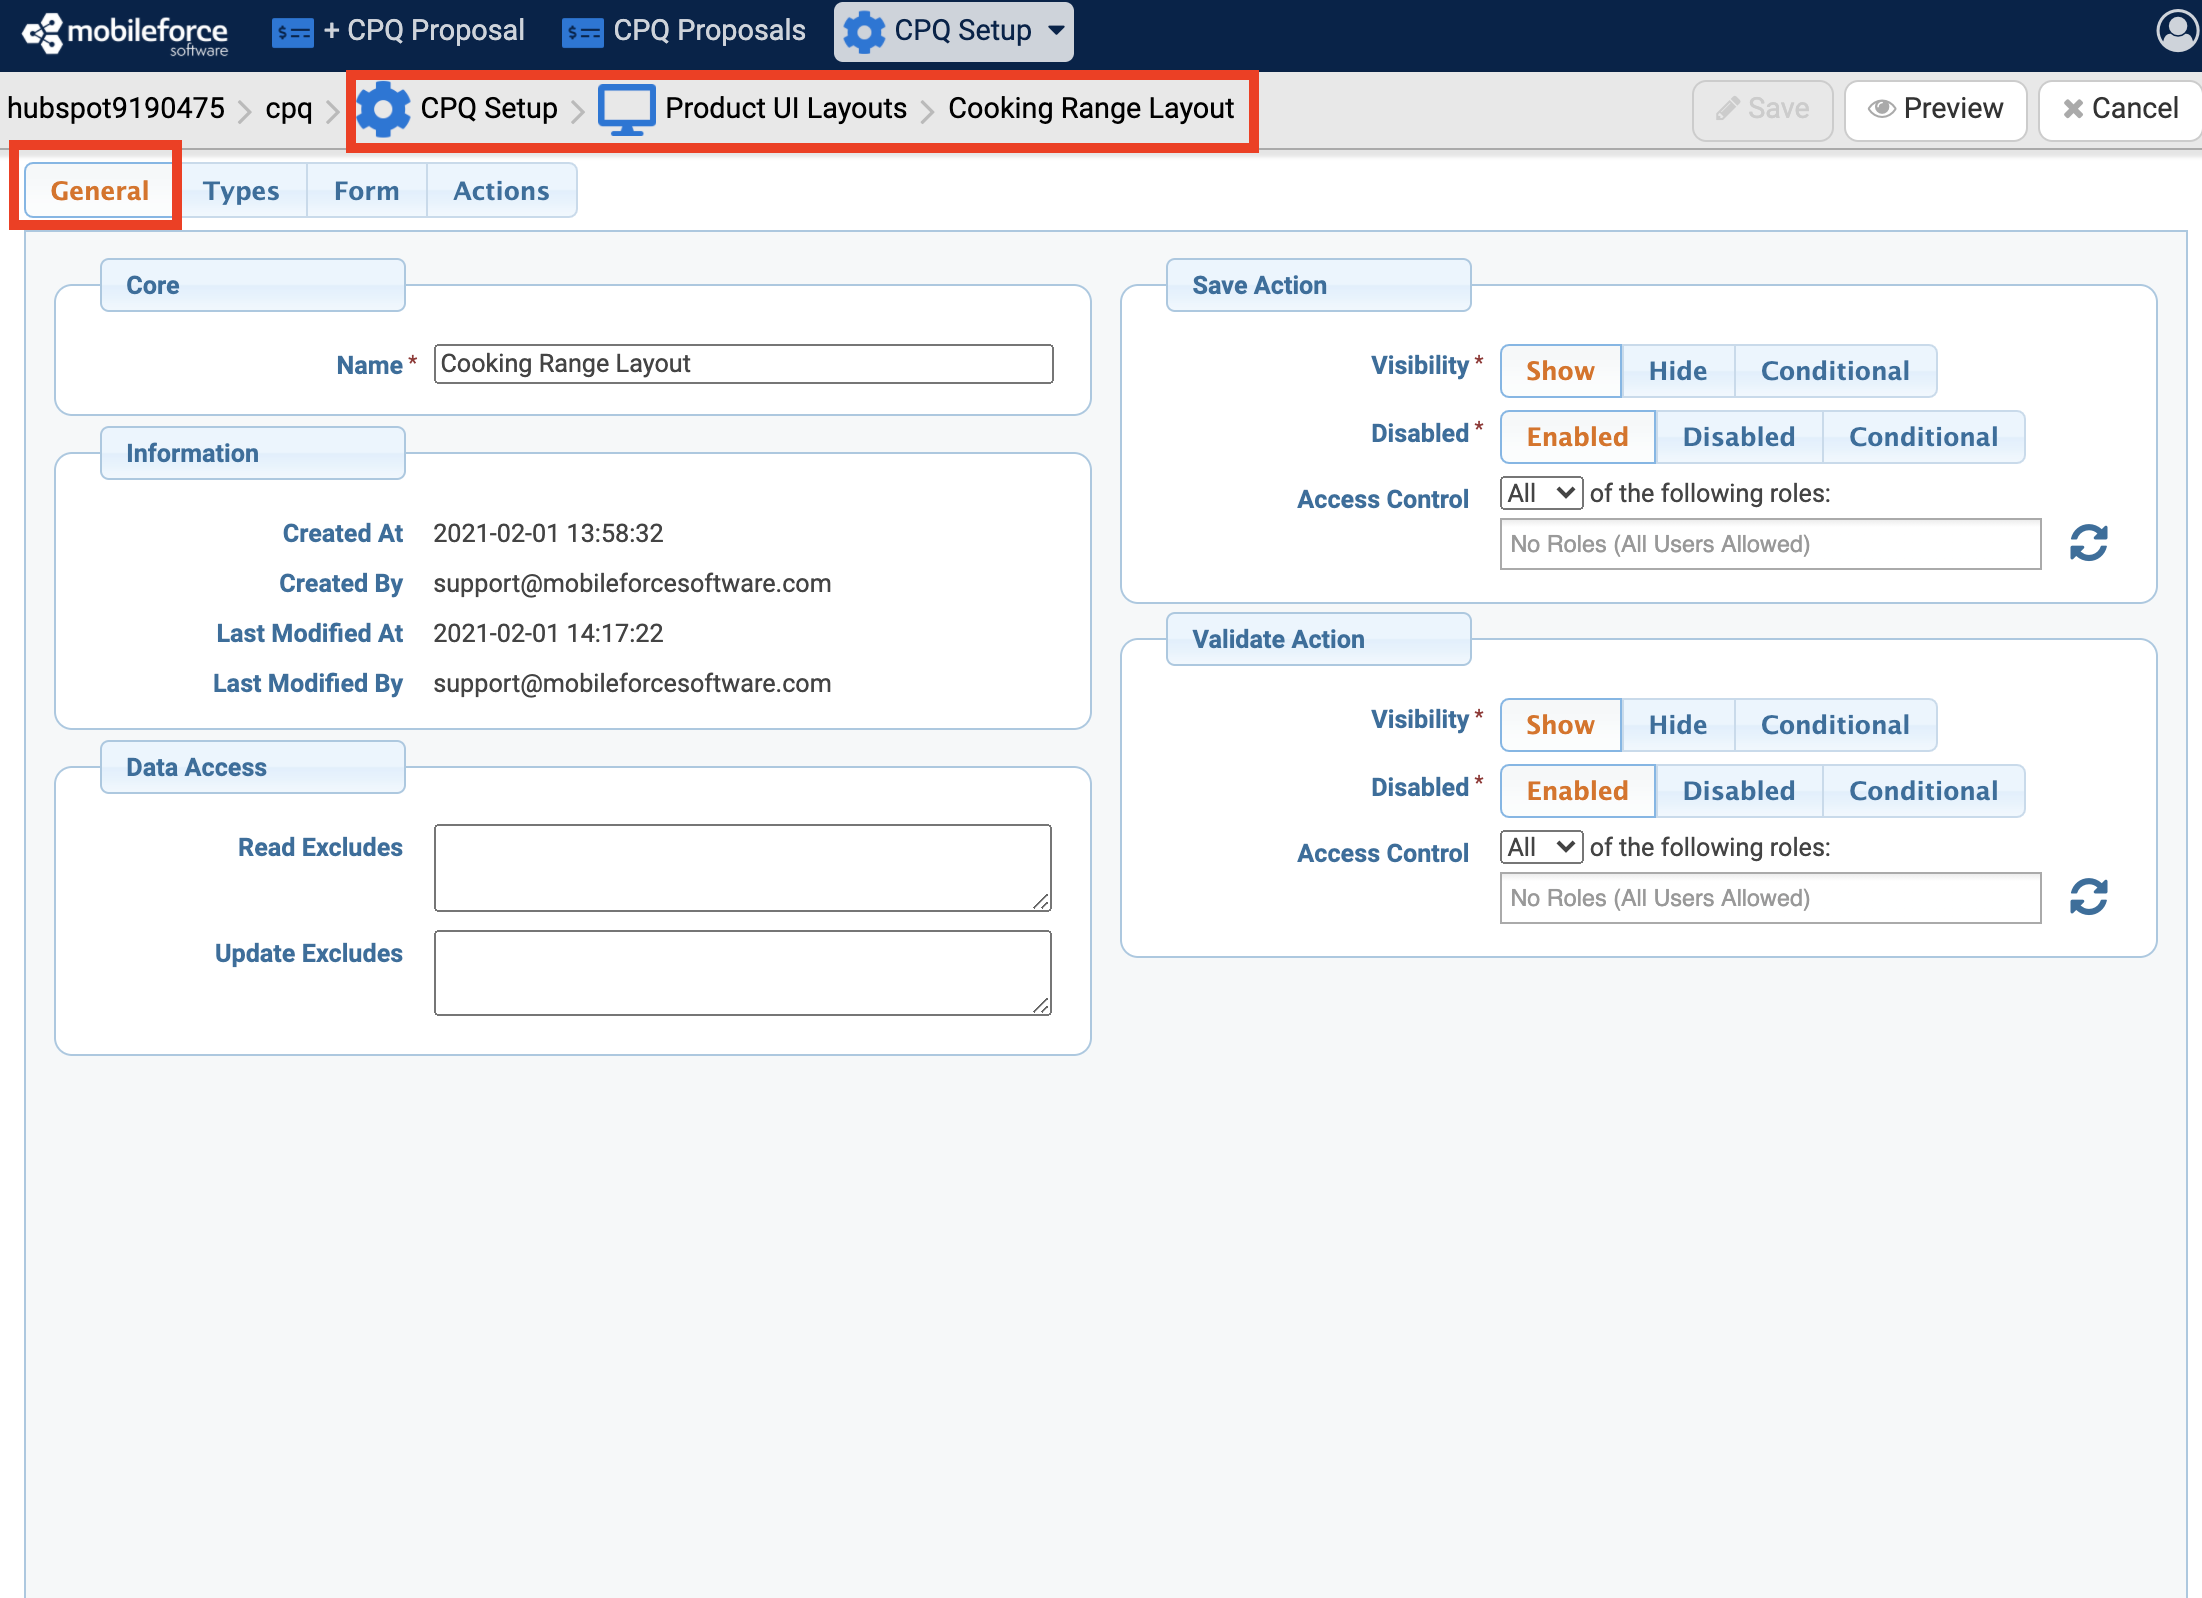 mobileforce
software
+ CPQ Proposal
CPQ Proposals
CPQ Setup
hubspot9190475 > cpq > CPQ Setup > Product UI Layouts > Cooking Range Layout
Save
Preview
Cancel
General
Types
Form
Actions
Core
Name *
Cooking Range Layout
Information
Created At 2021-02-01 13:58:32
Created By support@mobileforcesoftware.com
Last Modified At 2021-02-01 14:17:22
Last Modified By support@mobileforcesoftware.com
Data Access
Read Excludes
Update Excludes
Save Action
Visibility * Show Hide Conditional
Disabled * Enabled Disabled Conditional
Access Control All of the following roles:
No Roles (All Users Allowed)
Validate Action
Visibility * Show Hide Conditional
Disabled * Enabled Disabled Conditional
Access Control All of the following roles:
No Roles (All Users Allowed)